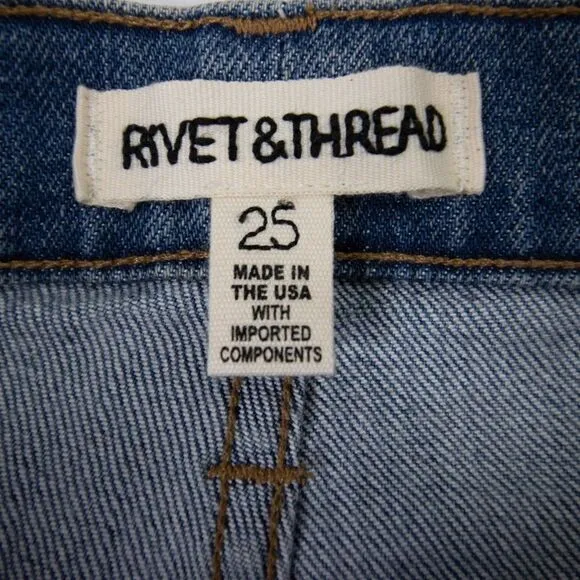 RIVET & THREAD
25
MADE IN
THE USA
WITH
IMPORTED
COMPONENTS